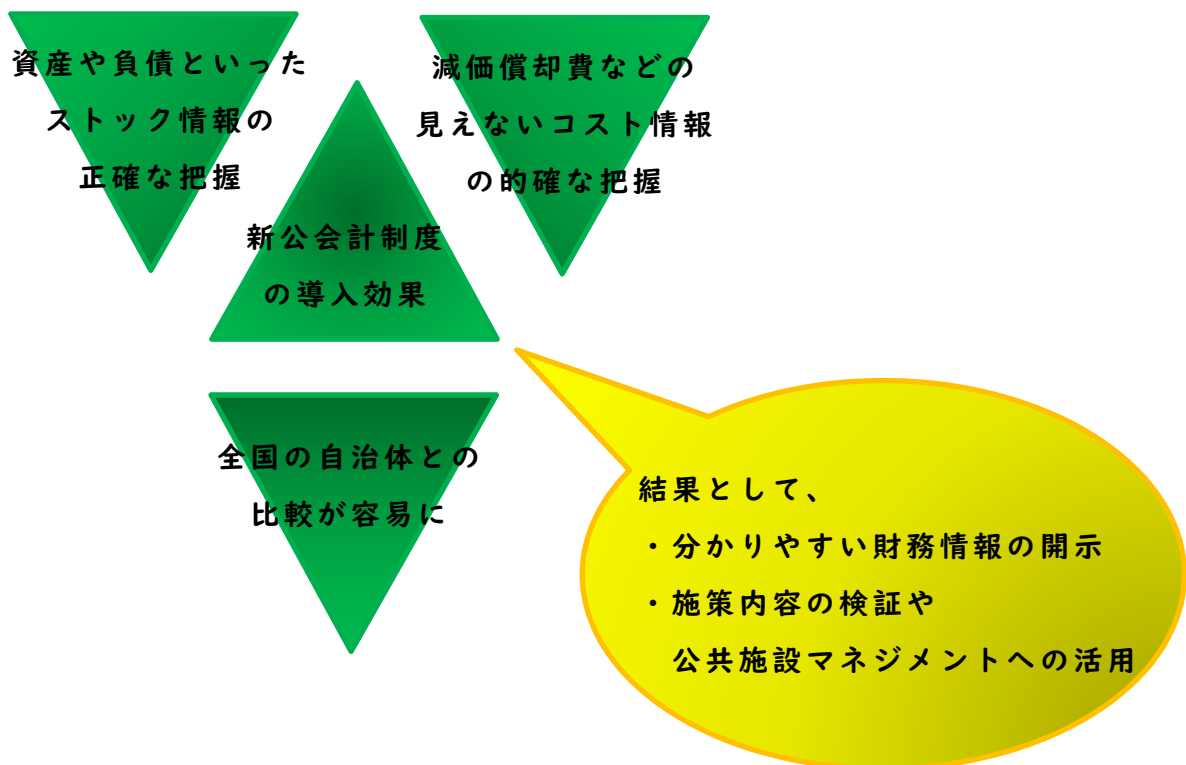 資産や負債といった
ストック情報の
正確な把握
減価償却費などの
見えないコスト情報
の的確な把握
新公会計制度
の導入効果
全国の自治体との
比較が容易に
結果として、
・分かりやすい財務情報の開示
・施策内容の検証や
公共施設マネジメントへの活用